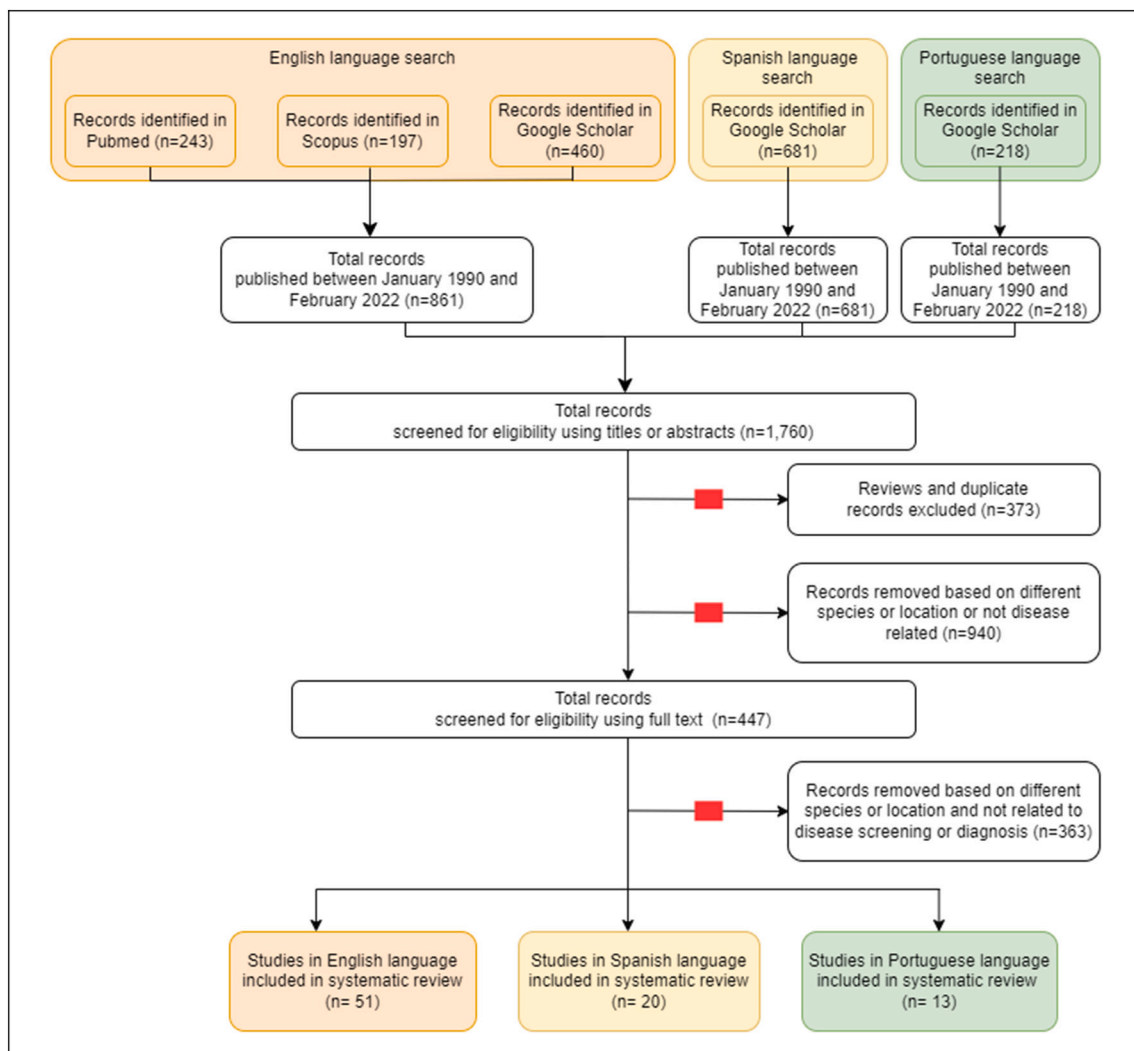 English language search
Records identified in
Pubmed (n=243)
Records identified in
Scopus (n=197)
Records identified in
Google Scholar
(n=460)
Spanish language
search
Records identified in
Google Scholar
(n=681)
Portuguese language
search
Records identified in
Google Scholar
(n=218)
Total records
published between January 1990 and
February 2022 (n=861)
Total records
published between
January 1990 and
February 2022 (n=681)
Total records
published between
January 1990 and
February 2022 (n=218)
Total records
screened for eligibility using titles or abstracts (n=1,760)
Reviews and duplicate
records excluded (n=373)
Records removed based on different
species or location or not disease
related (n=940)
Total records
screened for eligibility using full text (n=447)
Records removed based on different
species or location and not related to
disease screening or diagnosis (n=363)
Studies in English language
included in systematic review
(n= 51)
Studies in Spanish language
included in systematic review
(n= 20)
Studies in Portuguese language
included in systematic review
(n= 13)